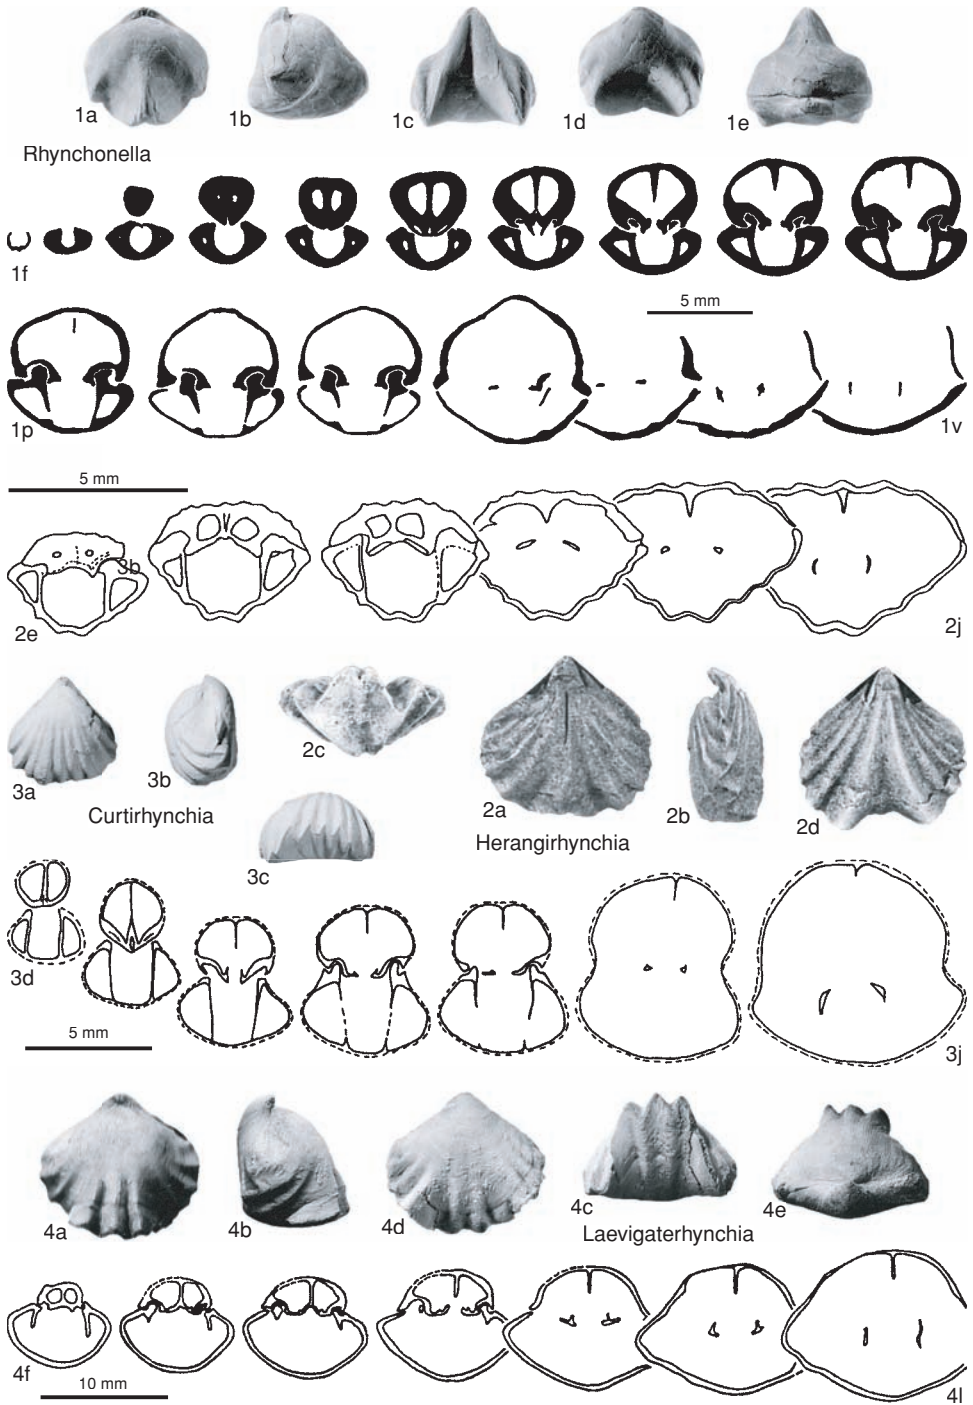 1a
1b
1c
1d
1e
Rhynchonella
1f
5 mm
1p
1v
5 mm
3b
2e
2j
3a
3b
2c
2a
2b
2d
Curtirhynchia
Herangirhynchia
3c
3d
5 mm
3j
4a
4b
4d
4c
4e
Laevigaterhynchia
4f
10 mm
4l